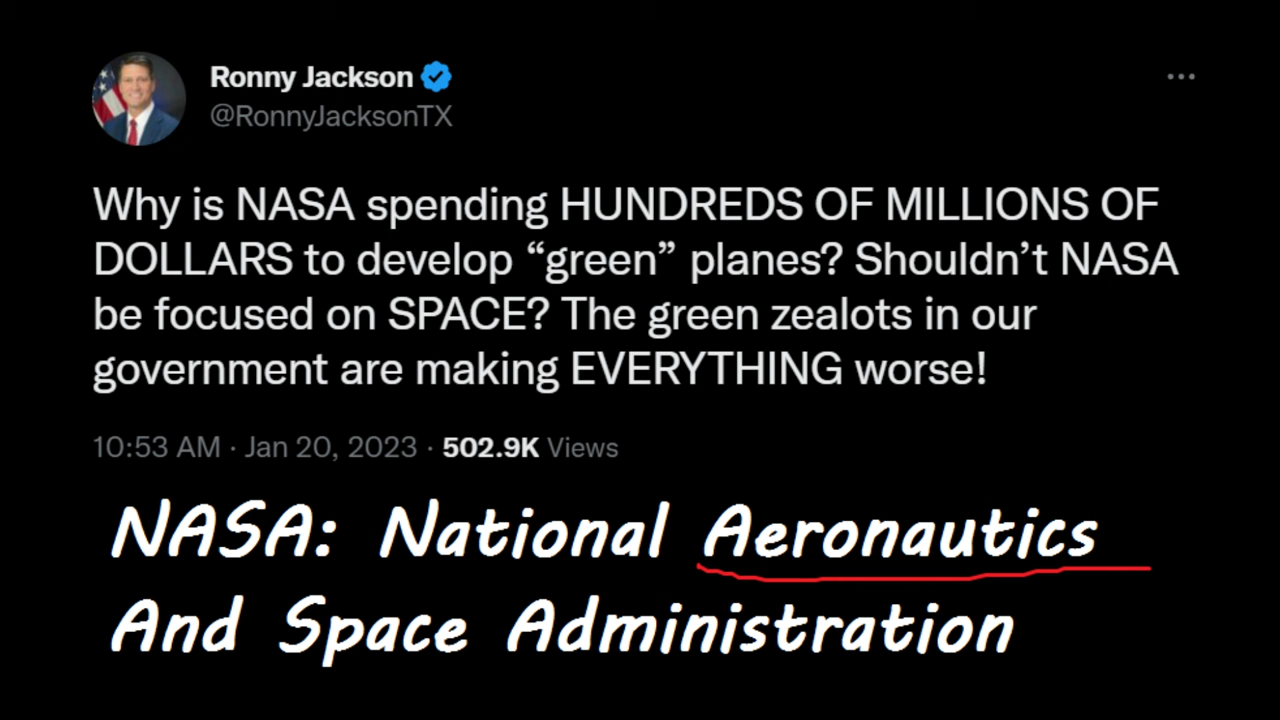 Ronny Jackson
@RonnyJacksonTX
Why is NASA spending HUNDREDS OF MILLIONS OF
DOLLARS to develop “green” planes? Shouldn’t NASA
be focused on SPACE? The green zealots in our
government are making EVERYTHING worse!
10:53 AM · Jan 20, 2023 · 502.9K Views
NASA: National Aeronautics
And Space Administration